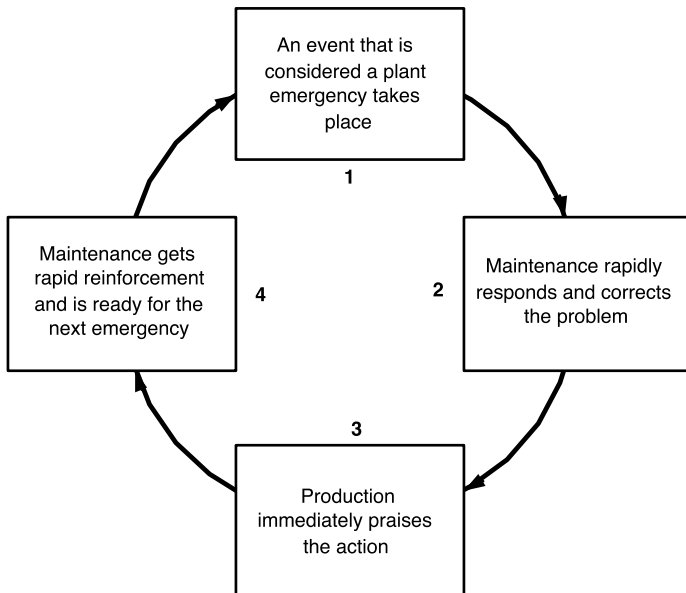 An event that is
considered a plant
emergency takes
place
1
Maintenance rapidly
responds and corrects
the problem
2
3
Production
immediately praises
the action
Maintenance gets
rapid reinforcement
and is ready for the
next emergency
4